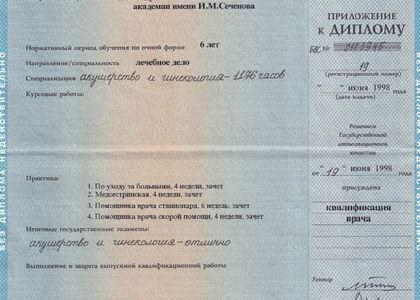 академии имени И.М.Сеченова
Нормативный период обучения по очной форме 6 лет
Направление/специальность лечебное дело
Специализация акушерство и гинекология - 1176 часов
Курсовые работы:
Практика:
1. По уходу за больными, 4 недели, зачет
2. Медсестринская, 4 недели, зачет
3. Помощника врача стационара, 6 недель, зачет
4. Помощника врача скорой помощи, 4 недели, зачет
Итоговые государственные экзамены:
акушерство и гинекология - отлично
Выполнение и защита выпускной квалификационной работы
ПРИЛОЖЕНИЕ
к ДИПЛОМУ
19
(регистрационный номер)
июня 1998
(дата выдачи)
Решением
Государственной
аттестационной
комиссии
от "19" июня 1998
присуждена
квалификация
врача
Ректор
БЕЗ ДИПЛОМА НЕДЕЙСТВИТЕЛЬНО